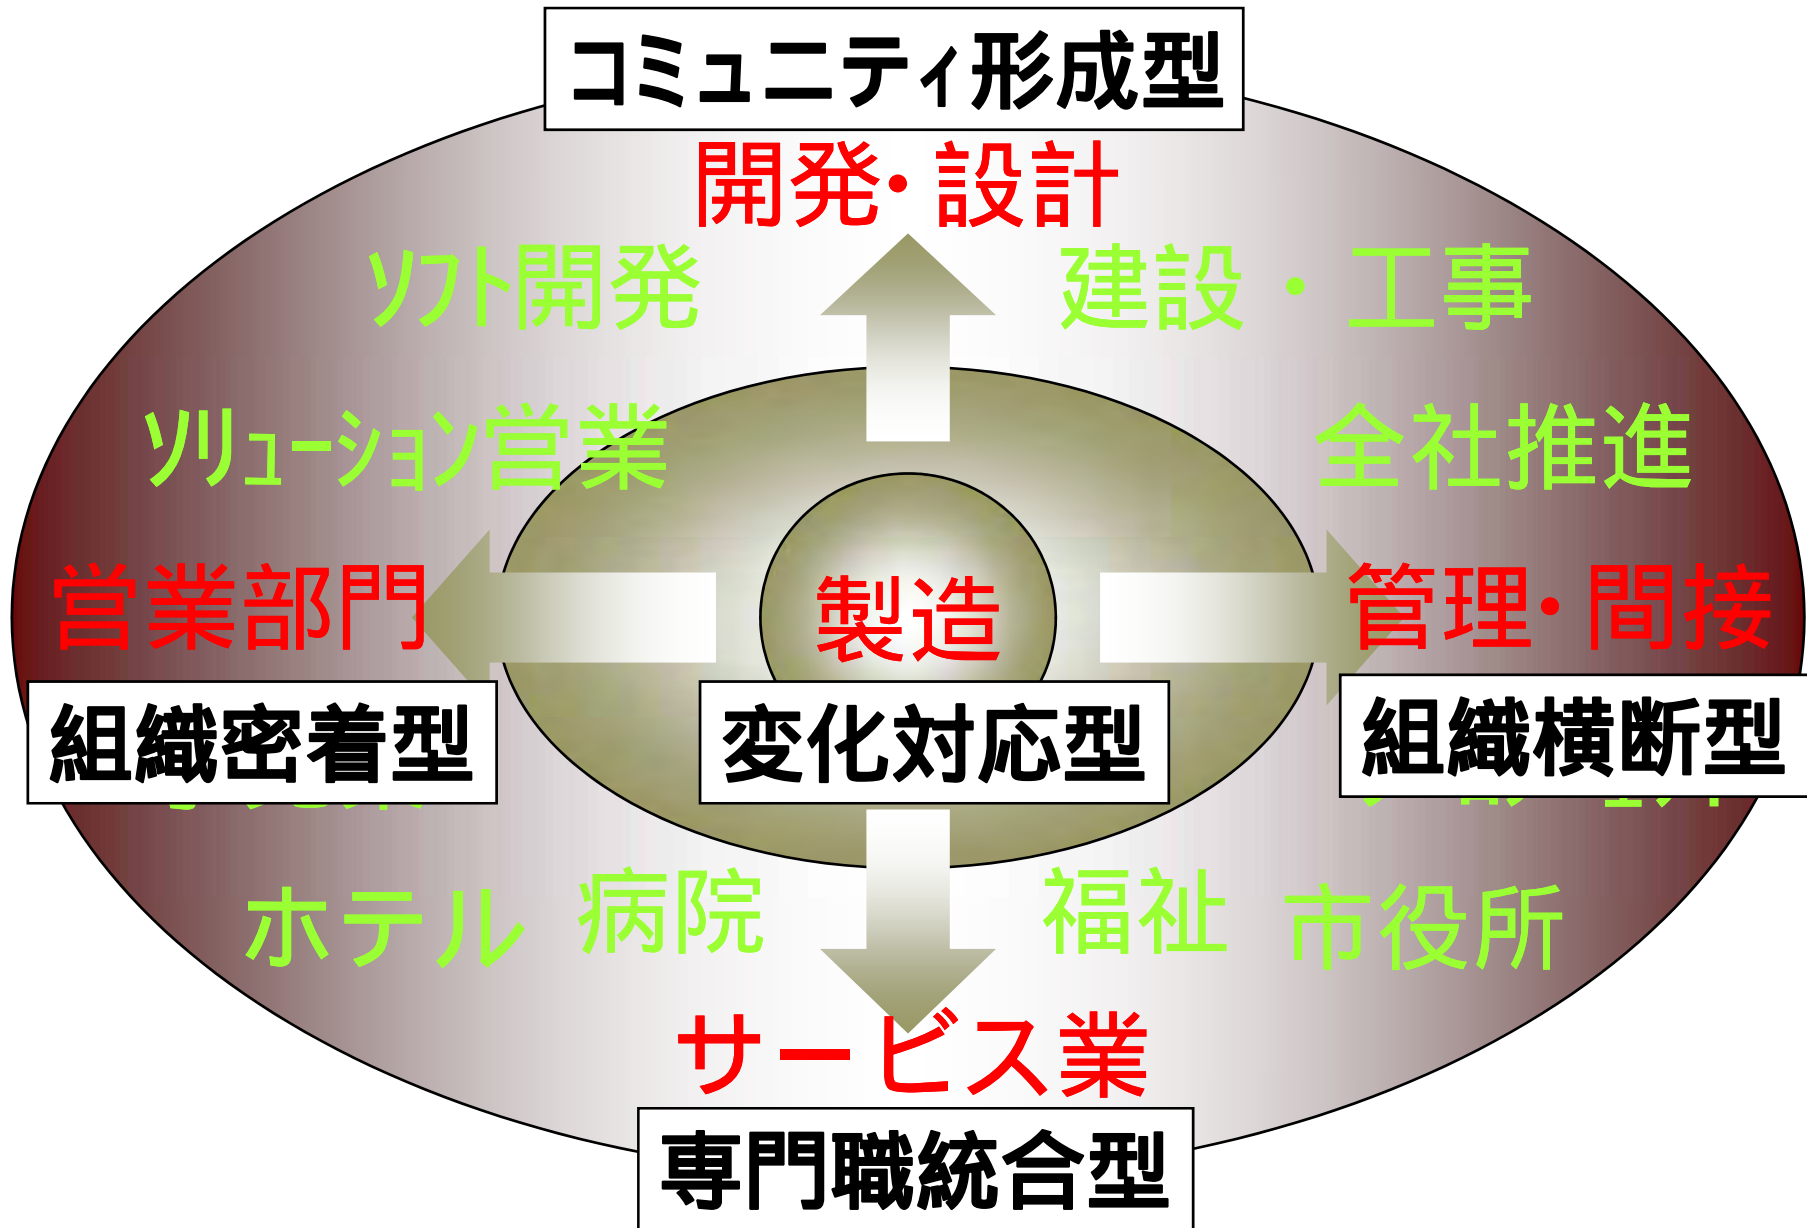 コミュニティ形成型
開発・設計
ソフト開発
建設・工事
ソリューション営業
全社推進
営業部門
製造
管理・間接
組織密着型
変化対応型
組織横断型
ホテル
病院
福祉
市役所
サービス業
専門職統合型